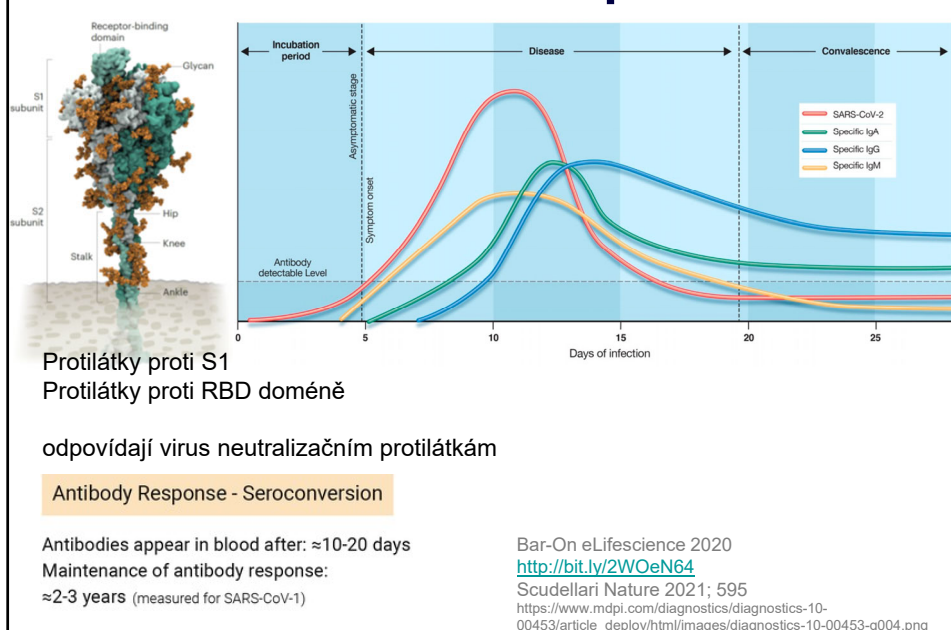 Receptor-binding
domain
Glycan
S1
subunit
S2
subunit
Hip
Knee
Stalk
Ankle
Incubation
period
Disease
Convalescence
Asymptomatic stage
Symptom onset
SARS-CoV-2
Specific IgA
Specific IgG
Specific IgM
Antibody
detectable Level
0 5 10 15 20 25
Days of infection
Protilátky proti S1
Protilátky proti RBD doméně
odpovídají virus neutralizačním protilátkám
Antibody Response - Seroconversion
Antibodies appear in blood after: ≈10-20 days
Maintenance of antibody response:
≈2-3 years (measured for SARS-CoV-1)
Bar-On eLifescience 2020
http://bit.ly/2WOeN64
Scudellari Nature 2021; 595
https://www.mdpi.com/diagnostics/diagnostics-10-
00453/article_deploy/html/images/diagnostics-10-00453-g004.png